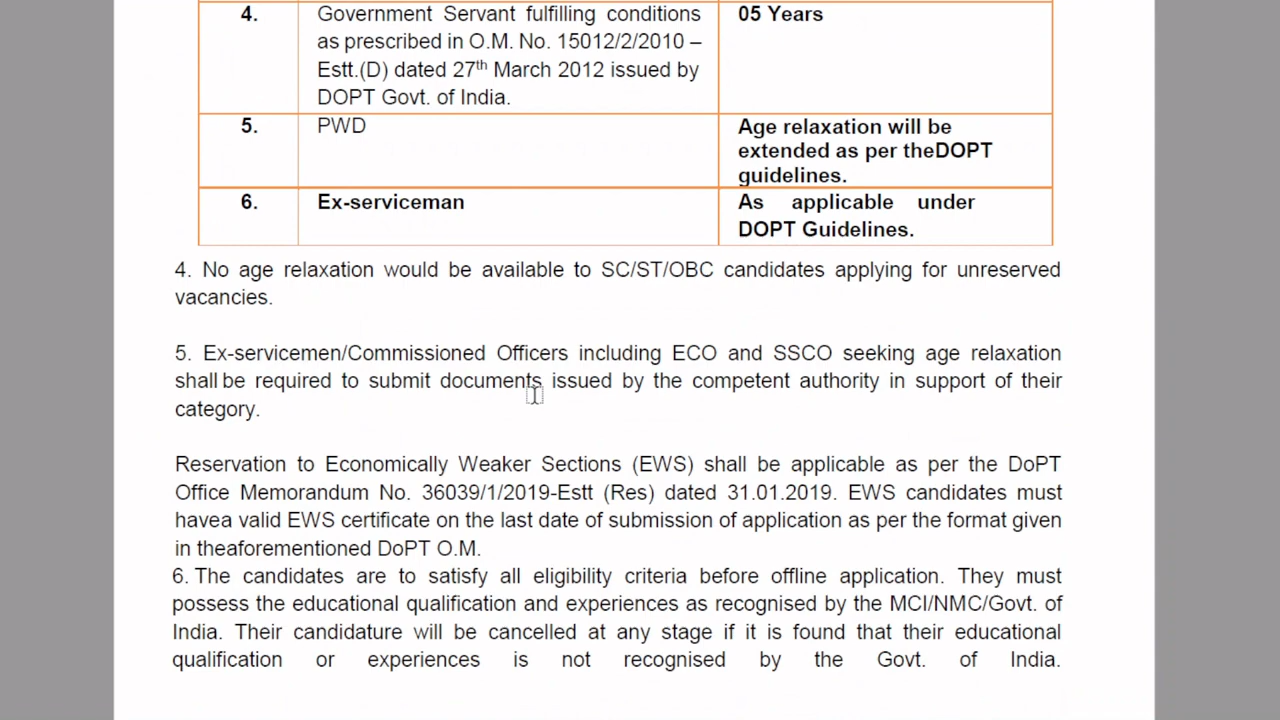 4. Government Servant fulfilling conditions 05 Years
as prescribed in O.M. No. 15012/2/2010 –
Estt.(D) dated 27th March 2012 issued by
DOPT Govt. of India.
5. PWD Age relaxation will be
extended as per theDOPT
guidelines.
6. Ex-serviceman As applicable under
DOPT Guidelines.
4. No age relaxation would be available to SC/ST/OBC candidates applying for unreserved
vacancies.
5. Ex-servicemen/Commissioned Officers including ECO and SSCO seeking age relaxation
shall be required to submit documents issued by the competent authority in support of their
category.
Reservation to Economically Weaker Sections (EWS) shall be applicable as per the DoPT
Office Memorandum No. 36039/1/2019-Estt (Res) dated 31.01.2019. EWS candidates must
havea valid EWS certificate on the last date of submission of application as per the format given
in theaforementioned DoPT O.M.
6. The candidates are to satisfy all eligibility criteria before offline application. They must
possess the educational qualification and experiences as recognised by the MCI/NMC/Govt. of
India. Their candidature will be cancelled at any stage if it is found that their educational
qualification or experiences is not recognised by the Govt. of India.